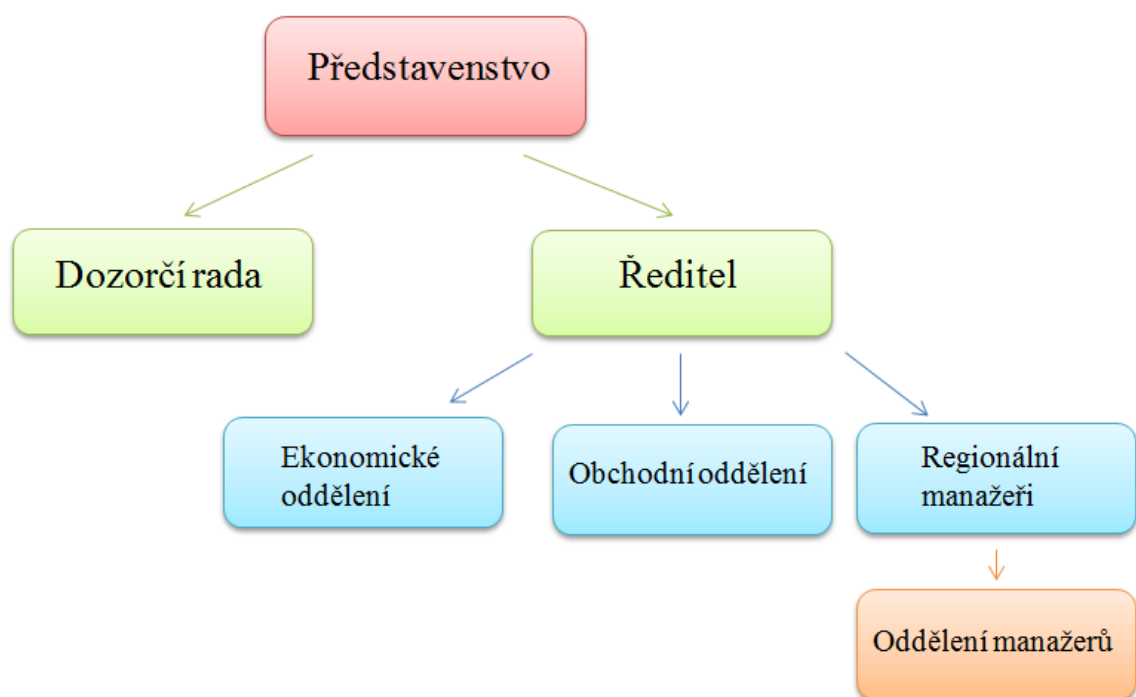 Představenstvo
Dozorčí rada
Ředitel
Ekonomické
oddělení
Obchodní oddělení
Regionální
manažeři
Oddělení manažerů